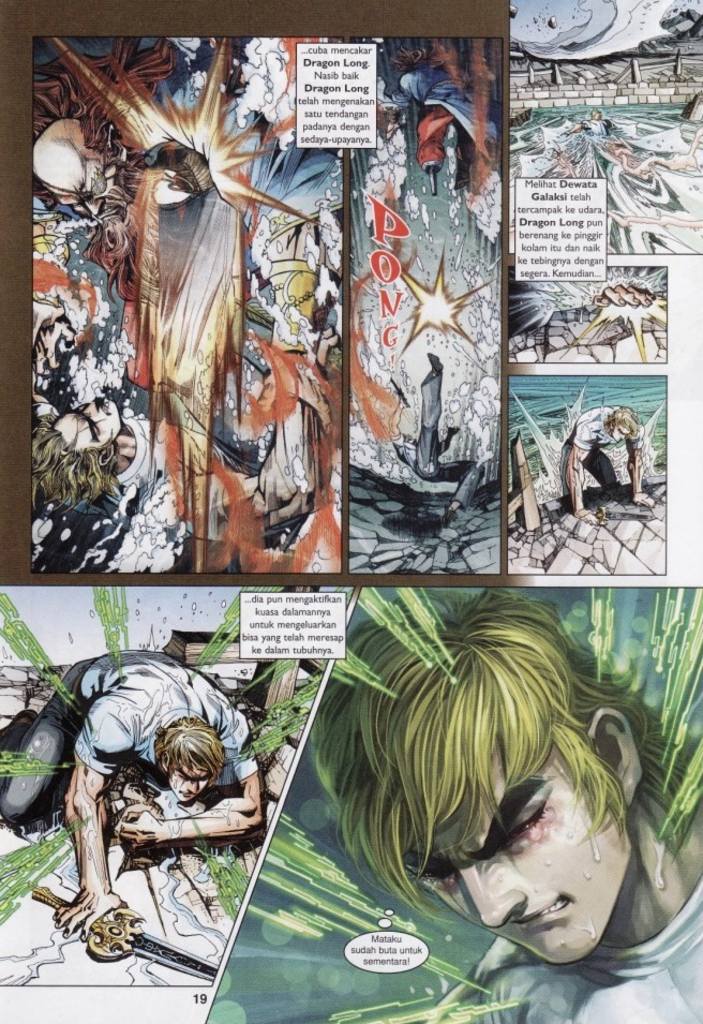 ...cuba mencakar
Dragon Long.
Nasib baik
Dragon Long
telah mengenakan
satu tendangan
padanya dengan
sedaya-upayanya.
PONG!
Melihat Dewata
Galaksi telah
tercampak ke udara,
Dragon Long pun
berenang ke pinggir
kolam itu dan naik
ke tebingnya dengan
segera. Kemudian...
...dia pun mengaktifkan
kuasa dalamannya
untuk mengeluarkan
bisa yang telah meresap
ke dalam tubuhnya.
Mataku
sudah buta untuk
sementara!
19